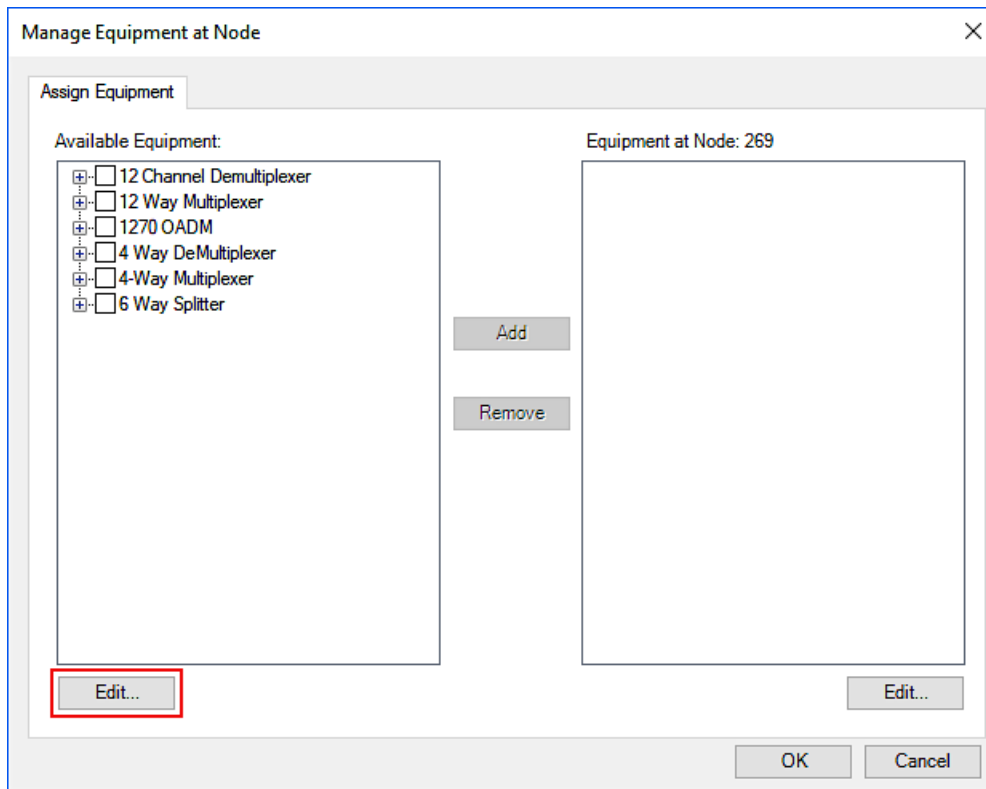 Manage Equipment at Node
Assign Equipment
Available Equipment:
Equipment at Node: 269
12 Channel Demultiplexer
12 Way Multiplexer
1270 OADM
4 Way DeMultiplexer
4-Way Multiplexer
6 Way Splitter
Add
Remove
Edit...
Edit...
OK
Cancel